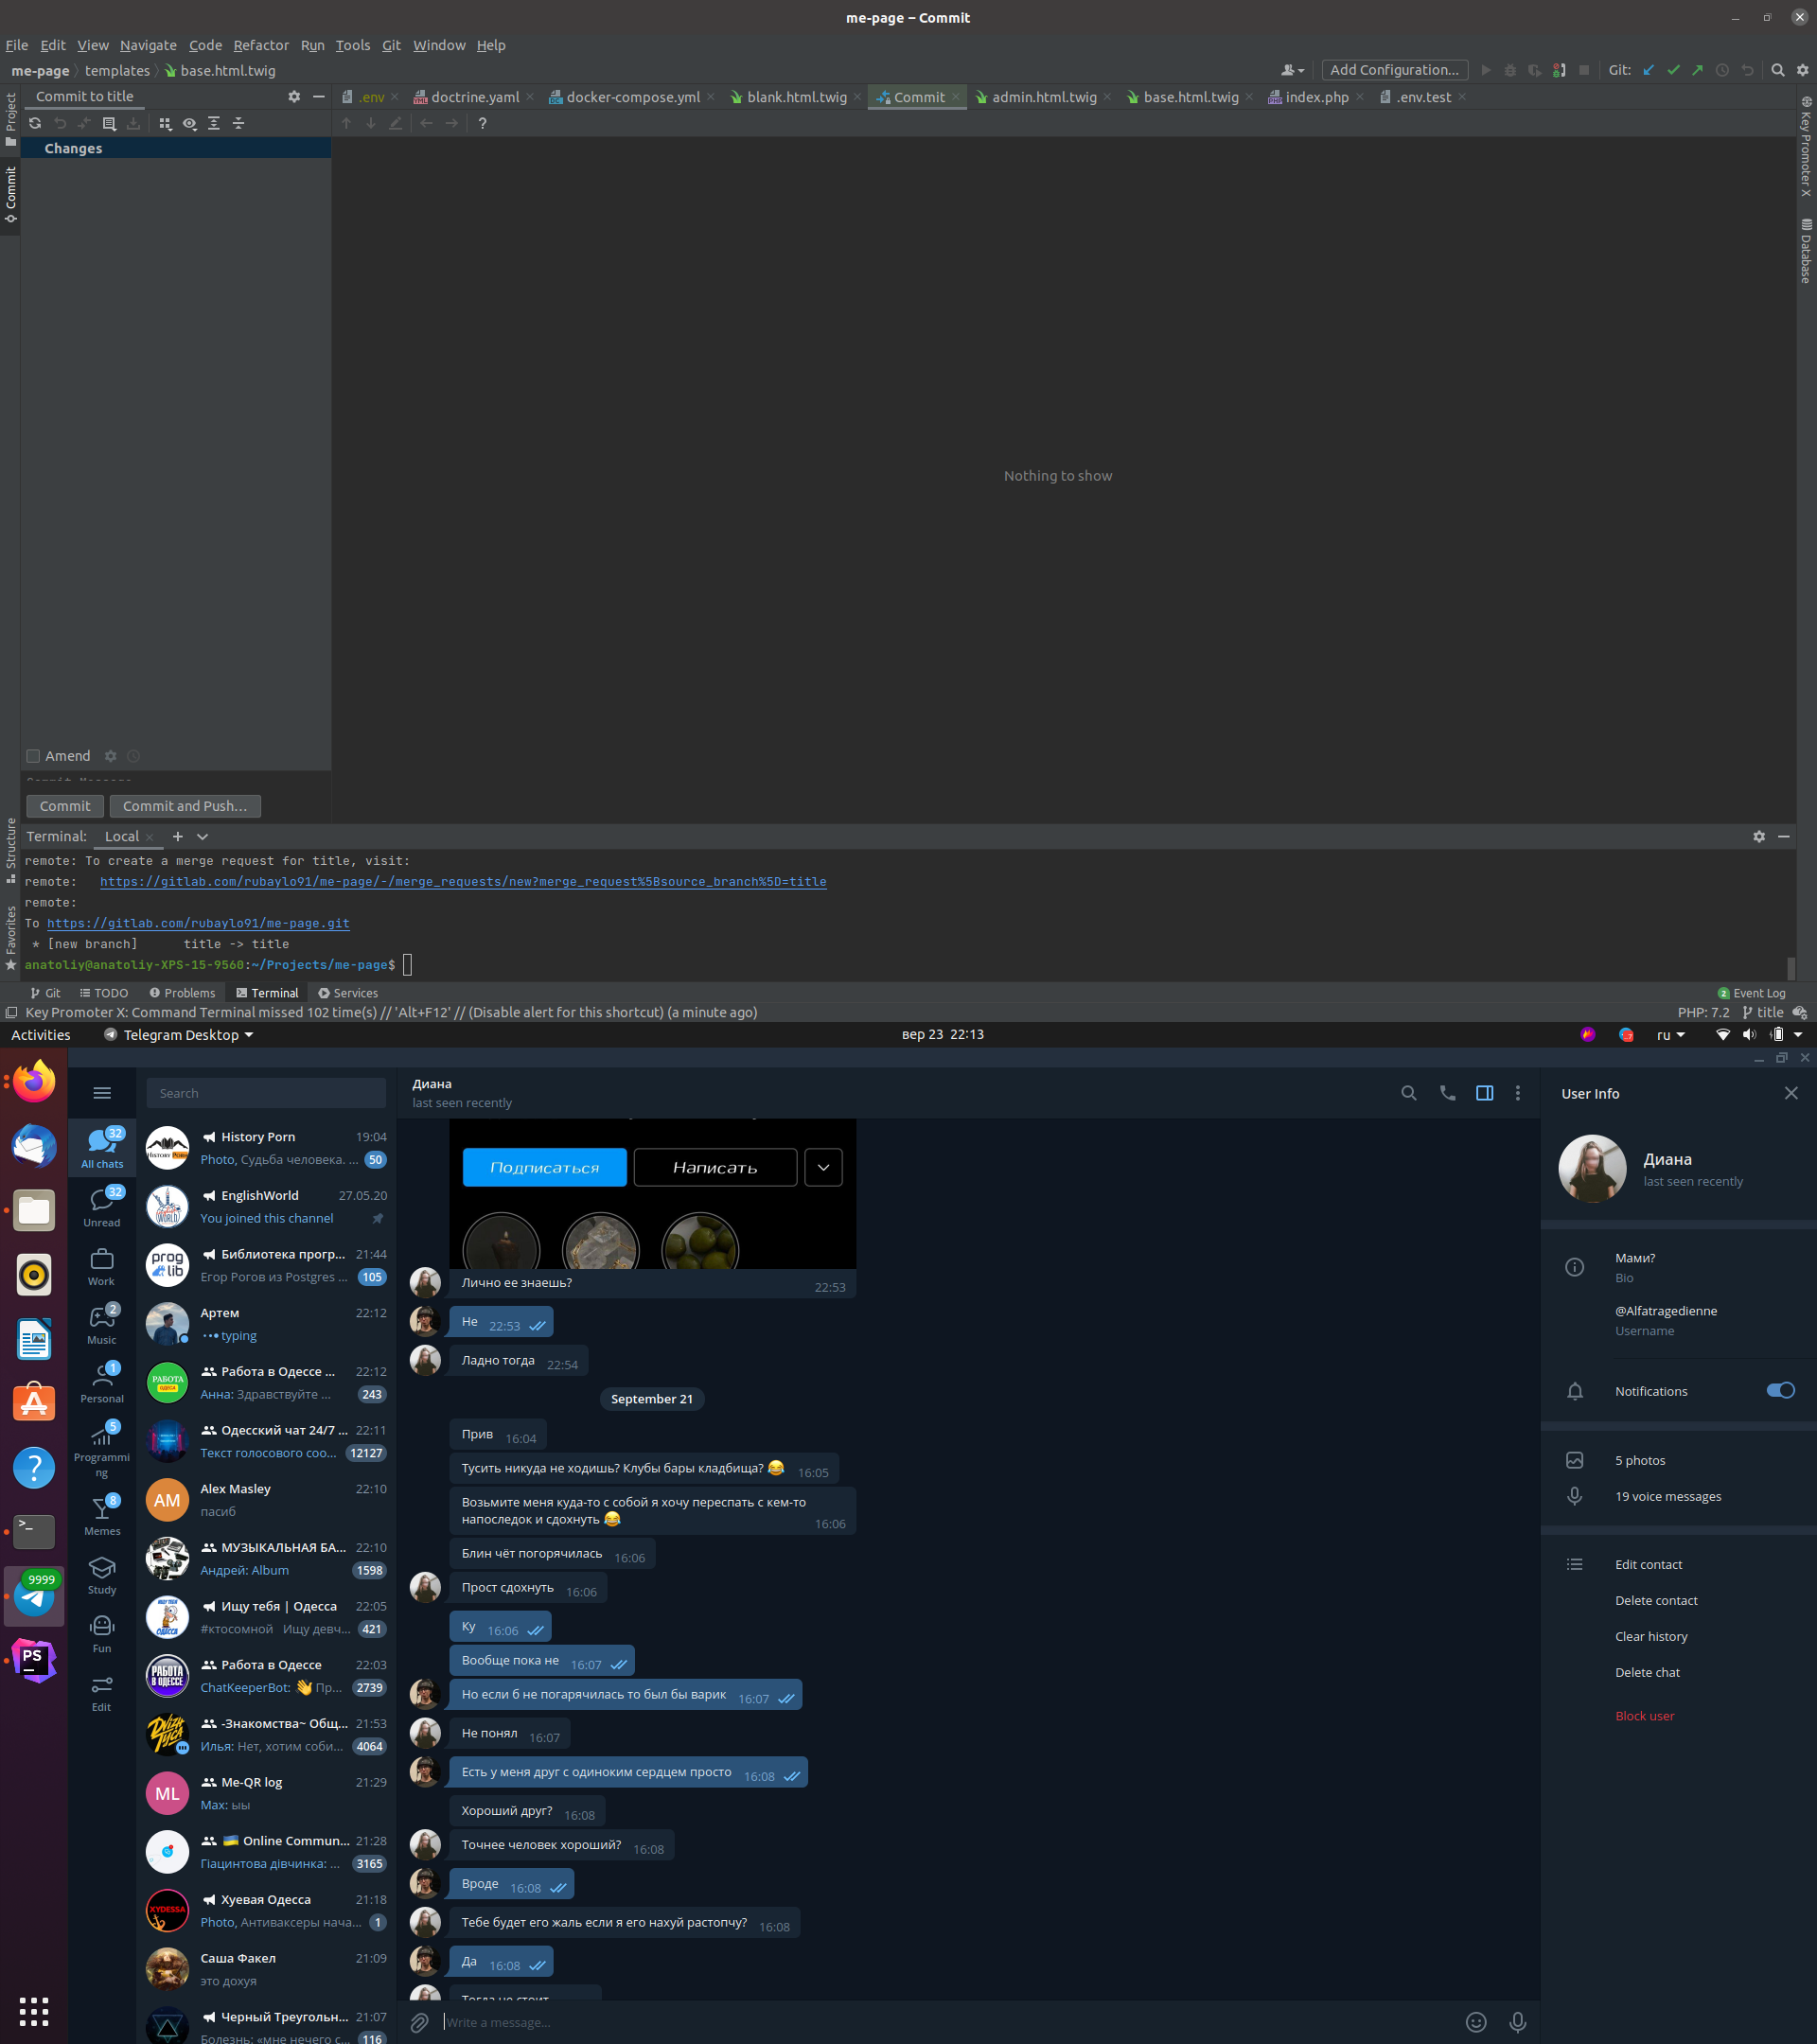 me-page – Commit
File Edit View Navigate Code Refactor Run Tools Git Window Help
me-page templates base.html.twig
Add Configuration...
Git:
Commit to title
.env
doctrine.yaml
docker-compose.yml
blank.html.twig
Commit
admin.html.twig
base.html.twig
index.php
.env.test
Project
Commit
Structure
Favorites
Key Promoter X
Database
?
Changes
Nothing to show
Amend
Commit Message
Commit
Commit and Push...
Terminal: Local
remote: To create a merge request for title, visit:
remote:   https://gitlab.com/rubaylo91/me-page/-/merge_requests/new?merge_request%5Bsource_branch%5D=title
remote:
To https://gitlab.com/rubaylo91/me-page.git
* [new branch]      title -> title
anatoliy@anatoliy-XPS-15-9560:~/Projects/me-page$
Git TODO Problems Terminal Services
2 Event Log
Key Promoter X: Command Terminal missed 102 time(s) // 'Alt+F12' // (Disable alert for this shortcut) (a minute ago)
PHP: 7.2 title
Activities
Telegram Desktop
вер 23 22:13
ru
9999
PS
32
All chats
32
Unread
Work
2
Music
1
Personal
5
Programmi
ng
8
Memes
Study
Fun
Edit
Search
History Porn 19:04
Photo, Судьба человека. ... 50
EnglishWorld 27.05.20
You joined this channel
prog
lib
Библиотека прогр... 21:44
Егор Рогов из Postgres ... 105
Артем 22:12
typing
РАБОТА
Работа в Одессе ... 22:12
Анна: Здравствуйте ... 243
Одесский чат 24/7 ... 22:11
Текст голосового соо... 12127
AM
Alex Masley 22:10
пасиб
МУЗЫКАЛЬНАЯ БА... 22:10
Андрей: Album 1598
Ищу тебя | Одесса 22:05
#ктосомной Ищу девч... 421
РАБОТА
В ОДЕССЕ
Работа в Одессе 22:03
ChatKeeperBot: 👋 Пр... 2739
-Знакомства~ Общ... 21:53
Илья: Нет, хотим соби... 4064
ML
Me-QR log 21:29
Max: ыы
🇺🇦 Online Commun... 21:28
Гіацинтова дівчинка: ... 3165
XYDESSA
Хуевая Одесса 21:18
Photo, Антиваксеры нача... 1
Саша Факел 21:09
это дохуя
Черный Треугольн... 21:07
Болезнь: «мне нечего с... 116
Диана
last seen recently
Подписаться
Написать
Лично ее знаешь? 22:53
Не 22:53
Ладно тогда 22:54
September 21
Прив 16:04
Тусить никуда не ходишь? Клубы бары кладбища? 😂 16:05
Возьмите меня куда-то с собой я хочу переспать с кем-то
напоследок и сдохнуть 😂 16:06
Блин чёт погорячилась 16:06
Прост сдохнуть 16:06
Ку 16:06
Вообще пока не 16:07
Но если б не погарячилась то был бы варик 16:07
Не понял 16:07
Есть у меня друг с одиноким сердцем просто 16:08
Хороший друг? 16:08
Точнее человек хороший? 16:08
Вроде 16:08
Тебе будет его жаль если я его нахуй растопчу? 16:08
Да 16:08
Тогда не стоит
Write a message...
User Info
Диана
last seen recently
Мами?
Bio
@Alfatragedienne
Username
Notifications
5 photos
19 voice messages
Edit contact
Delete contact
Clear history
Delete chat
Block user